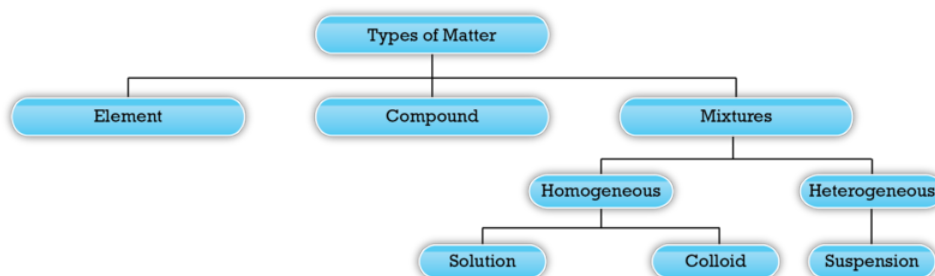 Types of Matter
Element
Compound
Mixtures
Homogeneous
Heterogeneous
Solution
Colloid
Suspension